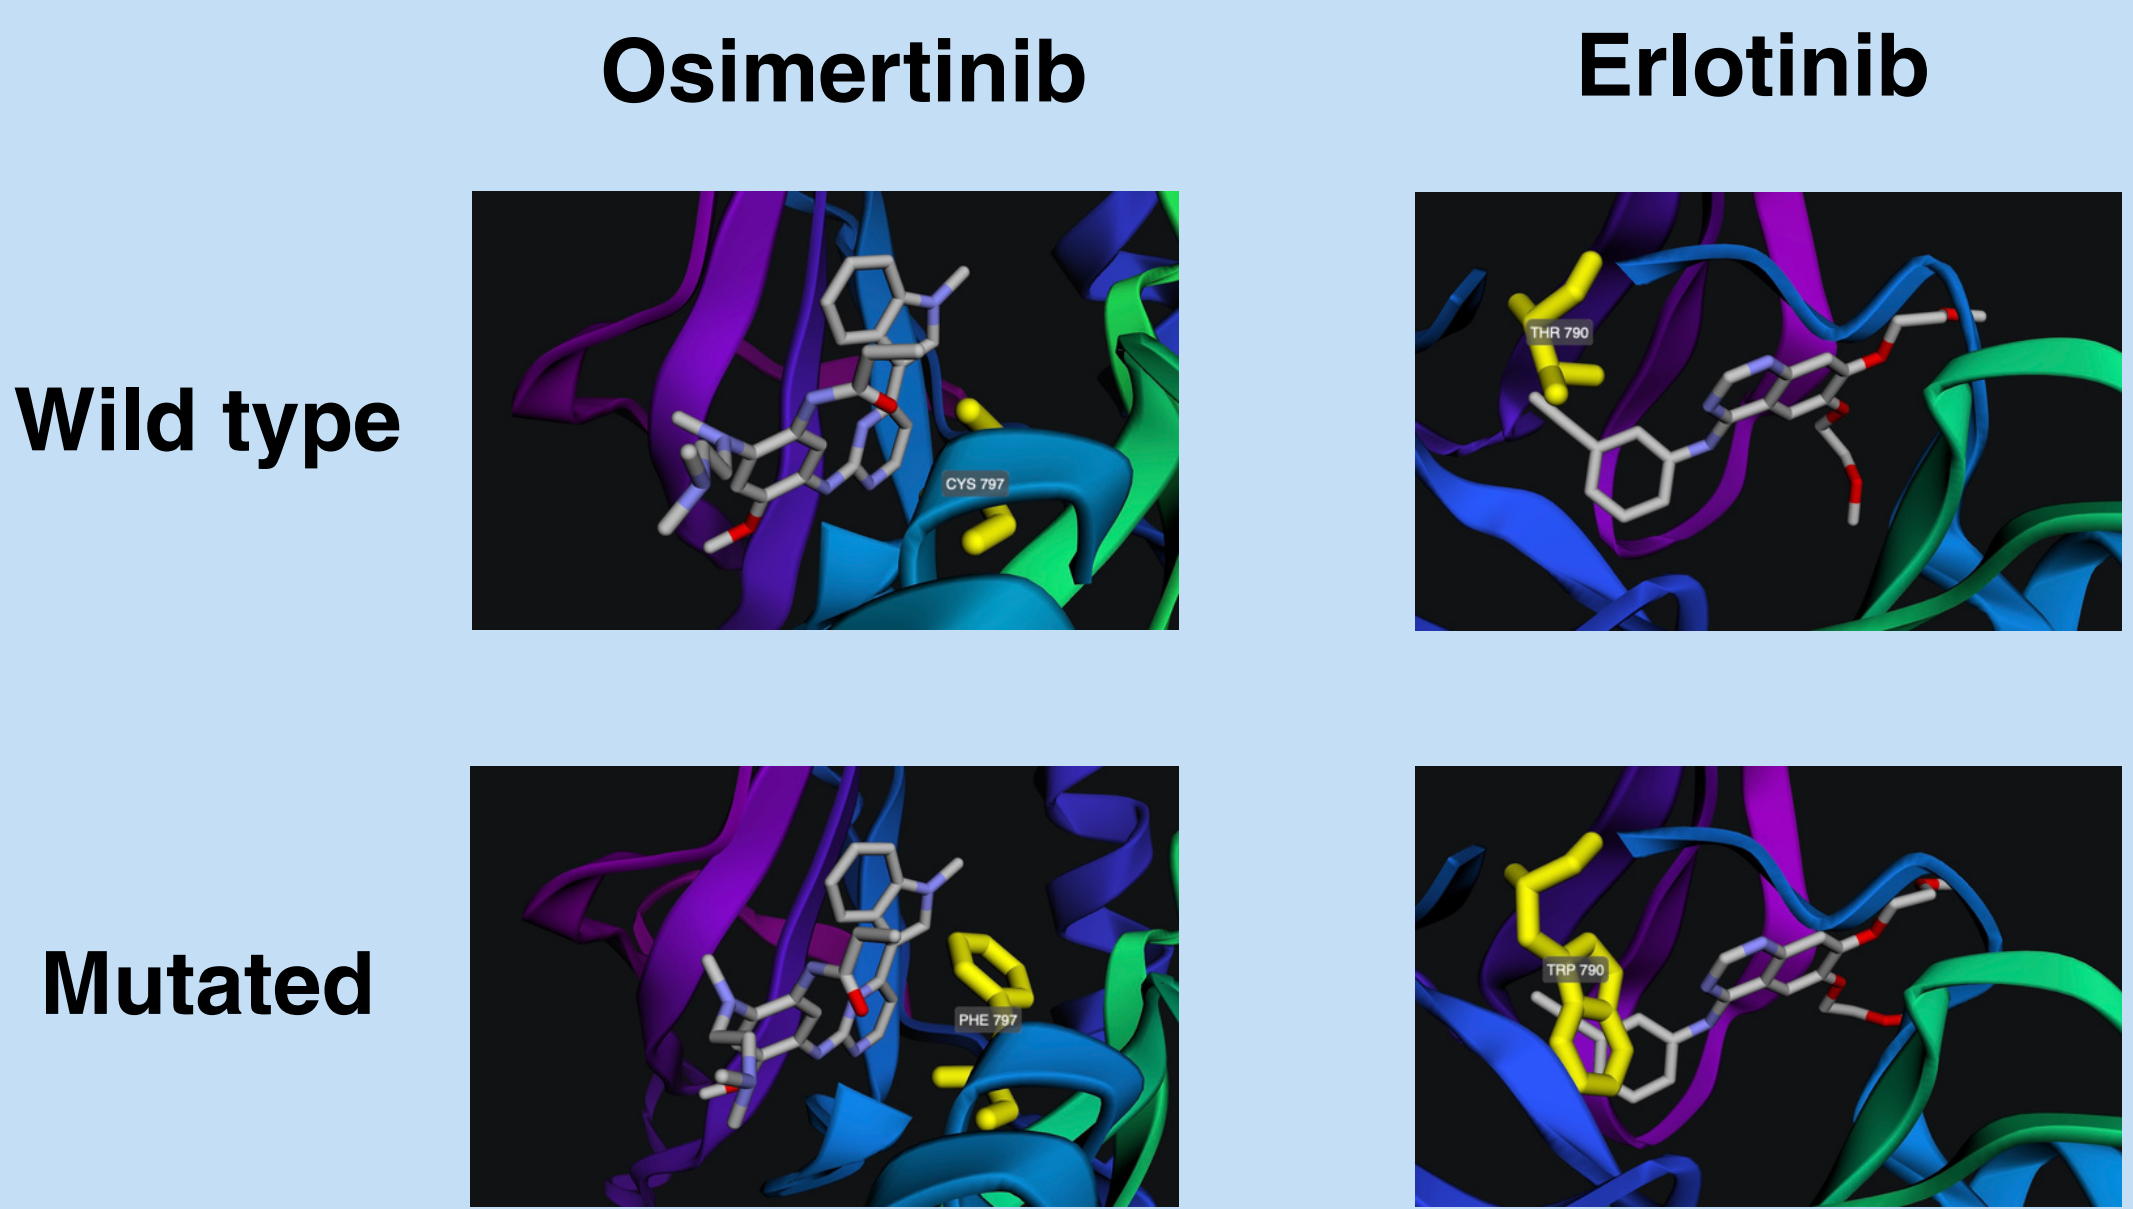 Osimertinib
Erlotinib
Wild type
CYS 797
THR 790
Mutated
PHE 797
TRP 790